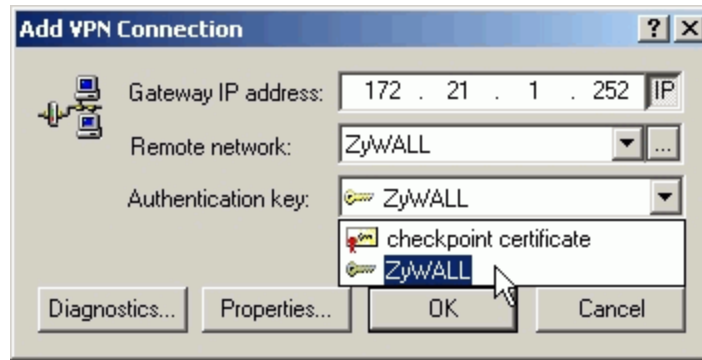 Add VPN Connection ? X
Gateway IP address: 172 . 21 . 1 . 252 IP
Remote network: ZyWALL ...
Authentication key: ZyWALL
checkpoint certificate
ZyWALL
Diagnostics... Properties... OK Cancel